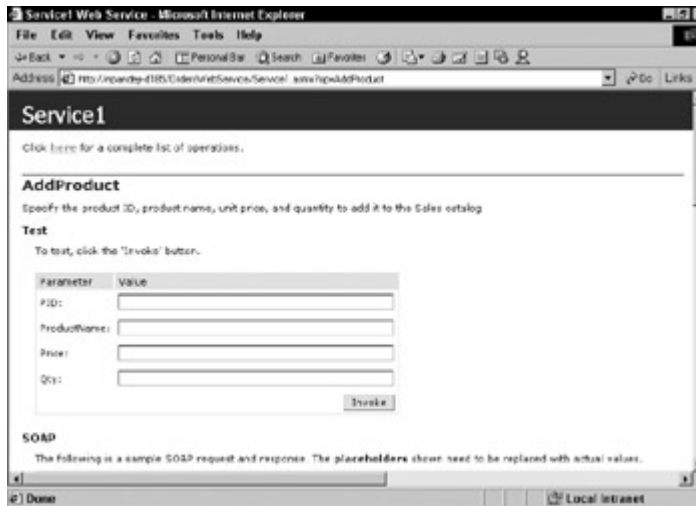 Service1 Web Service - Microsoft Internet Explorer
File Edit View Favorites Tools Help
Back Personal Bar Search Favorites
Address Go Links
Service1
Click here for a complete list of operations.
AddProduct
Specify the product ID, product name, unit price, and quantity to add it to the Sales catalog
Test
To test, click the 'Invoke' button.
Parameter Value
PID:
ProductName:
Price:
Qty:
Invoke
SOAP
The following is a sample SOAP request and response. The placeholders shown need to be replaced with actual values.
Done Local intranet